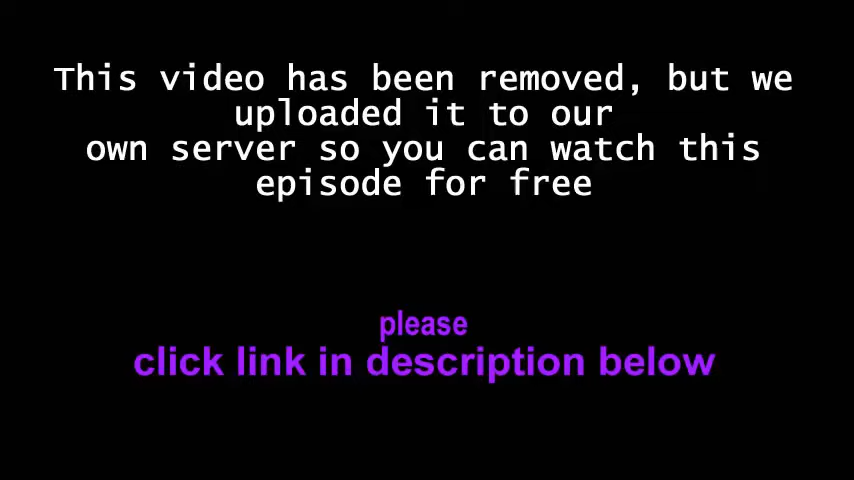 This video has been removed, but we
uploaded it to our
own server so you can watch this
episode for free
please
click link in description below